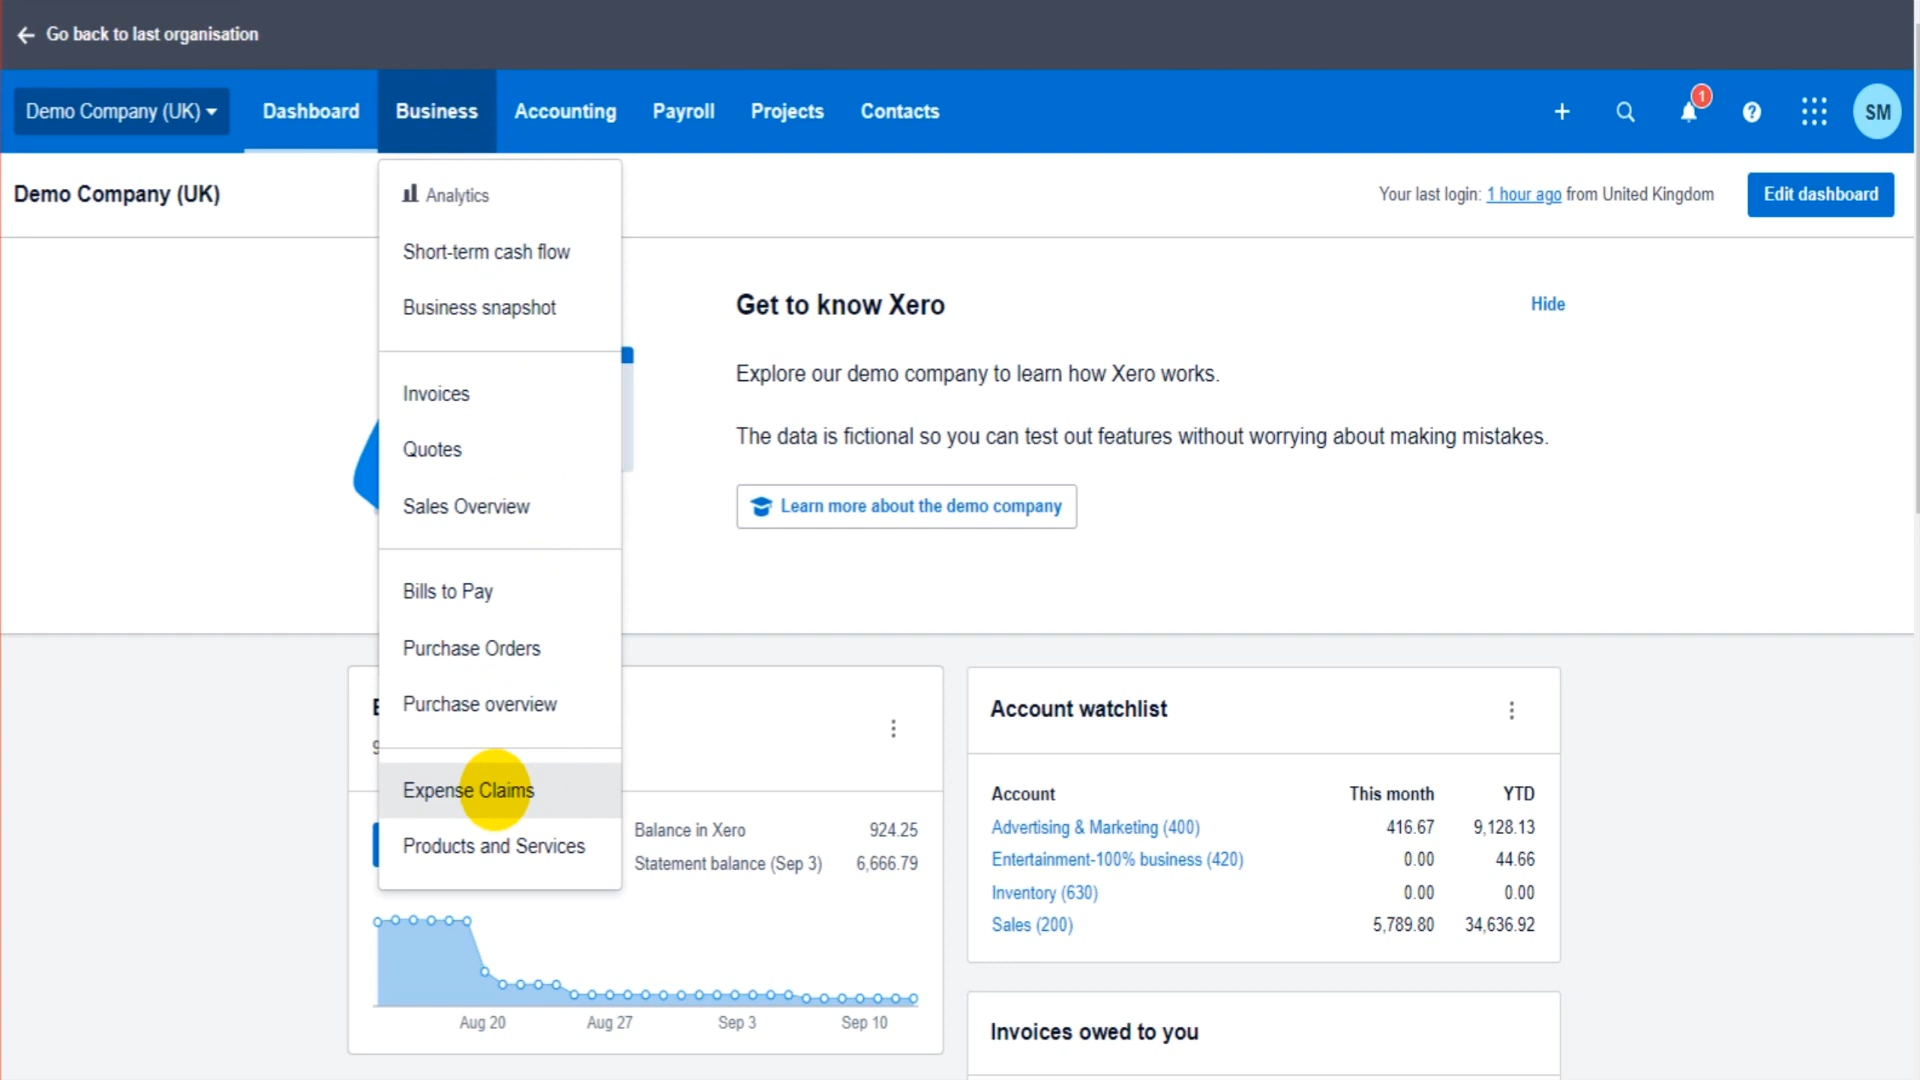 Go back to last organisation
Demo Company (UK)
Dashboard
Business
Accounting
Payroll
Projects
Contacts
1
SM
Demo Company (UK)
Your last login: 1 hour ago from United Kingdom
Edit dashboard
Analytics
Short-term cash flow
Business snapshot
Invoices
Quotes
Sales Overview
Bills to Pay
Purchase Orders
Purchase overview
Expense Claims
Products and Services
Get to know Xero
Hide
Explore our demo company to learn how Xero works.
The data is fictional so you can test out features without worrying about making mistakes.
Learn more about the demo company
Balance in Xero 924.25
Statement balance (Sep 3) 6,666.79
Aug 20 Aug 27 Sep 3 Sep 10
Account watchlist
Account This month YTD
Advertising & Marketing (400) 416.67 9,128.13
Entertainment-100% business (420) 0.00 44.66
Inventory (630) 0.00 0.00
Sales (200) 5,789.80 34,636.92
Invoices owed to you